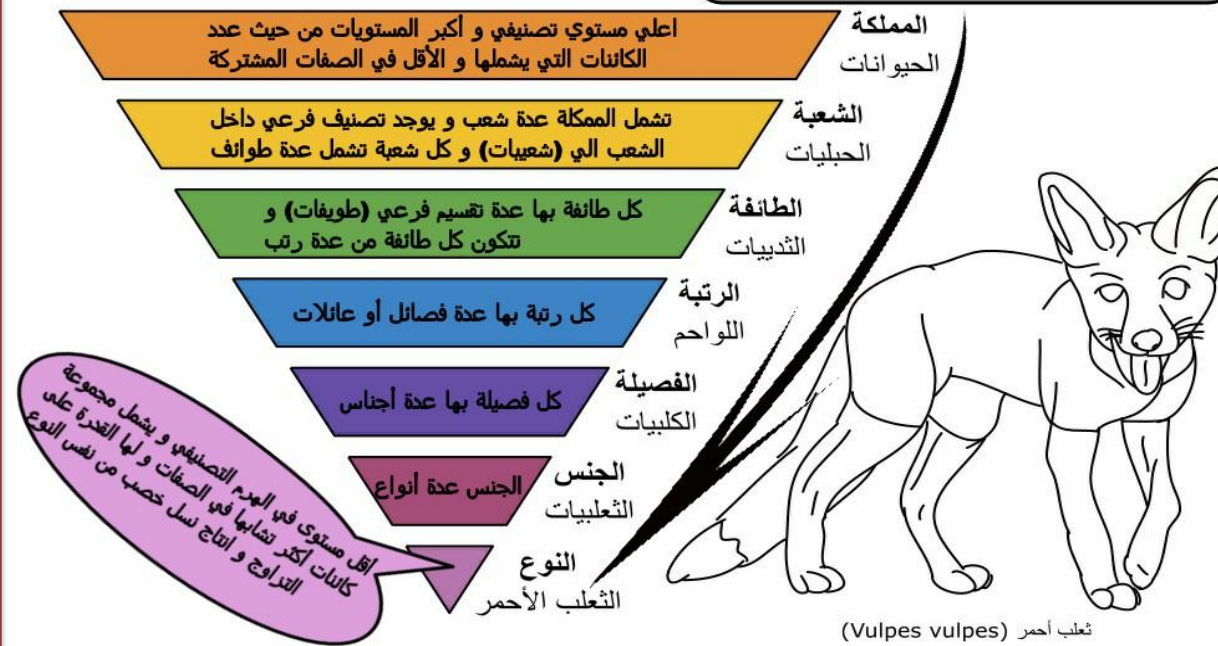 المملكة
الحيوانات
اعلي مستوي تصنيفي و أكبر المستويات من حيث عدد
الكائنات التي يشملها و الأقل في الصفات المشتركة
الشعبة
الحبليات
تشمل الممكلة عدة شعب و يوجد تصنيف فرعي داخل
الشعب الي (شعيبات) و كل شعبة تشمل عدة طوائف
الطائفة
الثدييات
كل طائفة بها عدة تقسيم فرعي (طويفات) و
تتكون كل طائفة من عدة رتب
الرتبة
اللواحم
كل رتبة بها عدة فصائل أو عائلات
الفصيلة
الكلبيات
كل فصيلة بها عدة أجناس
الجنس
الثعلبيات
الجنس عدة أنواع
النوع
الثعلب الأحمر
أقل مستوى في الهرم التصنيفي و يشمل مجموعة
كائنات أكثر تشابها في الصفات و لها القدرة على
التزاوج و انتاج نسل خصب من نفس النوع
ثعلب أحمر (Vulpes vulpes)